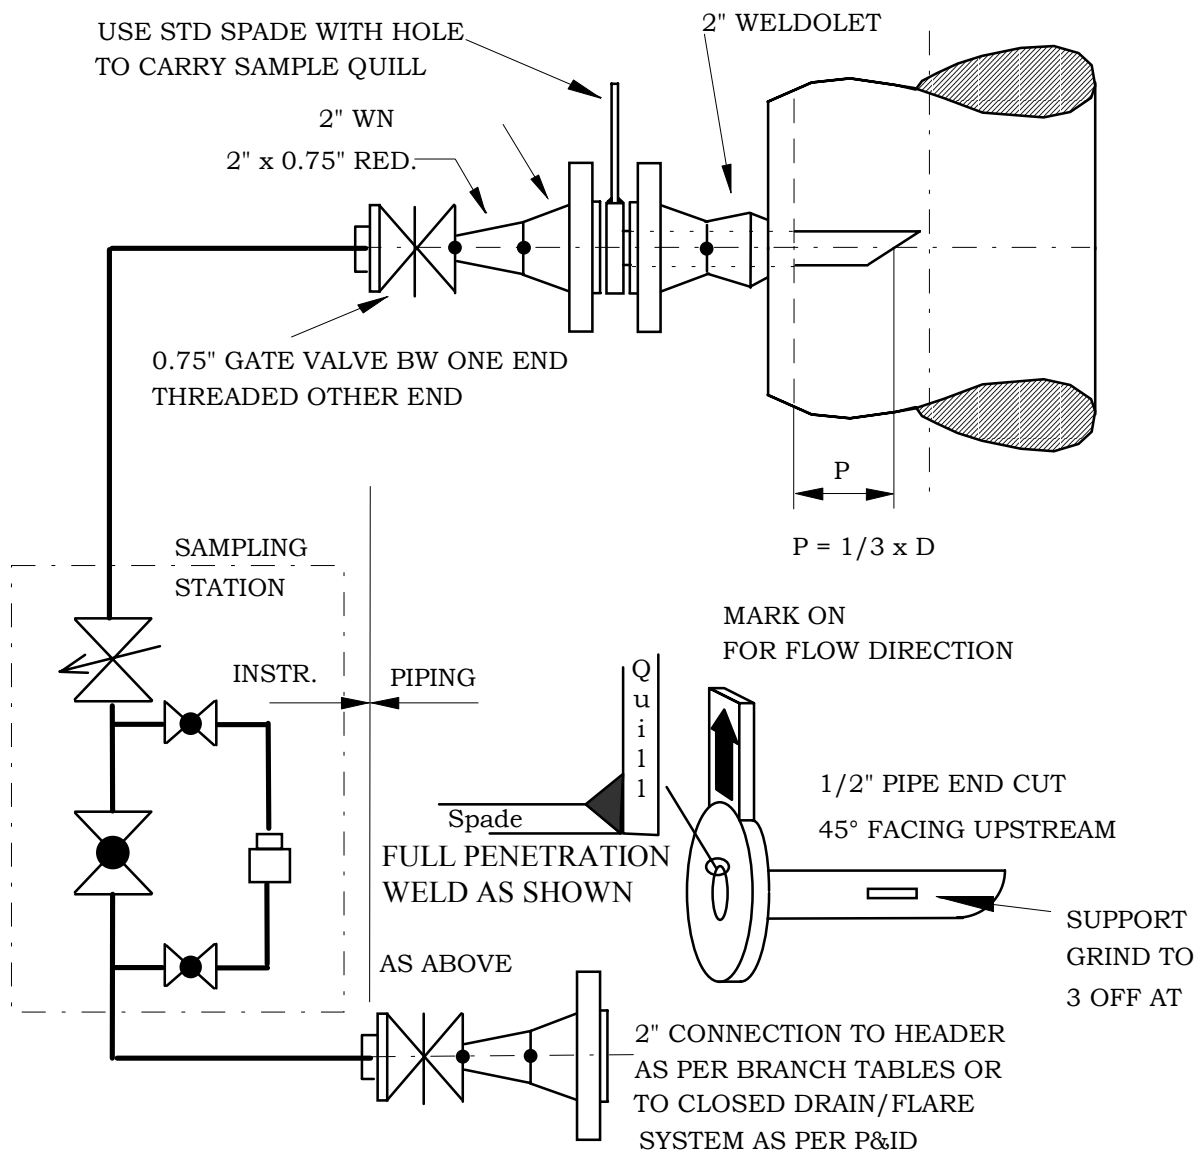 USE STD SPADE WITH HOLE
TO CARRY SAMPLE QUILL
2" WELDOLET
2" WN
2" x 0.75" RED.
0.75" GATE VALVE BW ONE END
THREADED OTHER END
P
P = 1/3 x D
SAMPLING
STATION
INSTR.
PIPING
MARK ON
FOR FLOW DIRECTION
Quill
Spade
FULL PENETRATION
WELD AS SHOWN
1/2" PIPE END CUT
45° FACING UPSTREAM
SUPPORT
GRIND TO
3 OFF AT
AS ABOVE
2" CONNECTION TO HEADER
AS PER BRANCH TABLES OR
TO CLOSED DRAIN/FLARE
SYSTEM AS PER P&ID